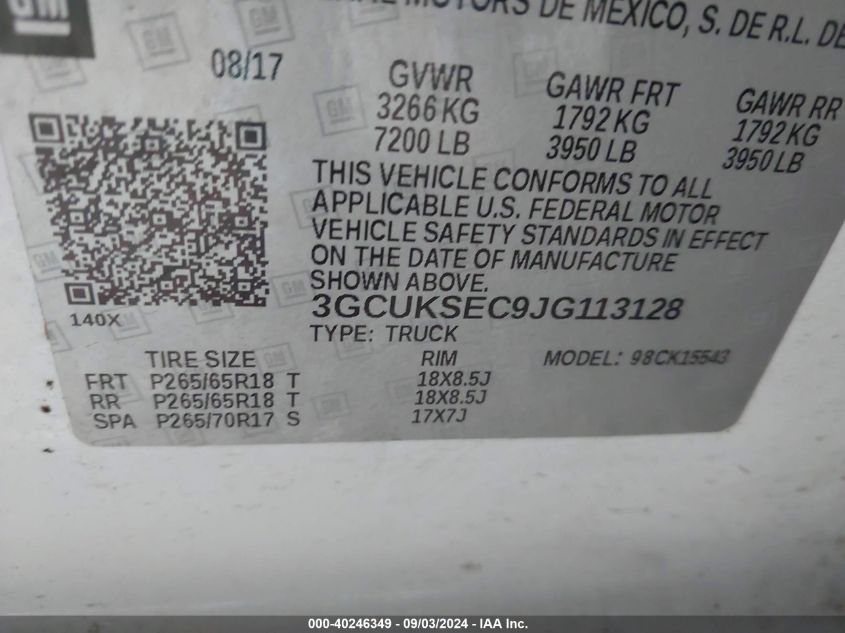 GM
MOTORS DE MEXICO, S. DE R.L. DE
08/17
GVWR GAWR FRT GAWR RR
3266 KG 1792 KG 1792 KG
7200 LB 3950 LB 3950 LB
THIS VEHICLE CONFORMS TO ALL
APPLICABLE U.S. FEDERAL MOTOR
VEHICLE SAFETY STANDARDS IN EFFECT
ON THE DATE OF MANUFACTURE
SHOWN ABOVE.
3GCUKSEC9JG113128
140X
TYPE: TRUCK
TIRE SIZE RIM MODEL: 98CK15543
FRT P265/65R18 T 18X8.5J
RR P265/65R18 T 18X8.5J
SPA P265/70R17 S 17X7J
000-40246349 - 09/03/2024 - IAA Inc.